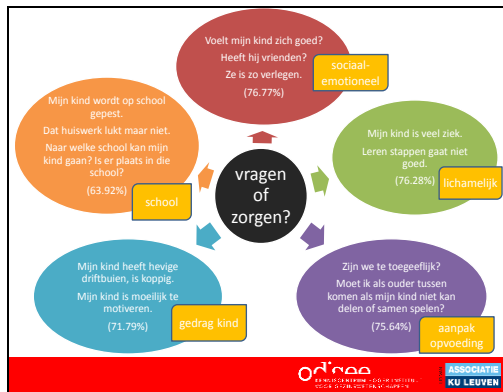 Voelt mijn kind zich goed?
Heeft hij vrienden?
Ze is zo verlegen.
(76.77%)
sociaal-
emotioneel
Mijn kind wordt op school
gepest.
Dat huiswerk lukt maar niet.
Naar welke school kan mijn
kind gaan? Is er plaats in die
school?
(63.92%)
school
Mijn kind is veel ziek.
Leren stappen gaat niet
goed.
(76.28%)
lichamelijk
vragen
of
zorgen?
Mijn kind heeft hevige
driftbuien, is koppig.
Mijn kind is moeilijk te
motiveren.
(71.79%)
gedrag kind
Zijn we te toegeeflijk?
Moet ik als ouder tussen
komen als mijn kind niet kan
delen of samen spelen?
(75.64%)
aanpak
opvoeding
odisee
ASSOCIATIE
KU LEUVEN